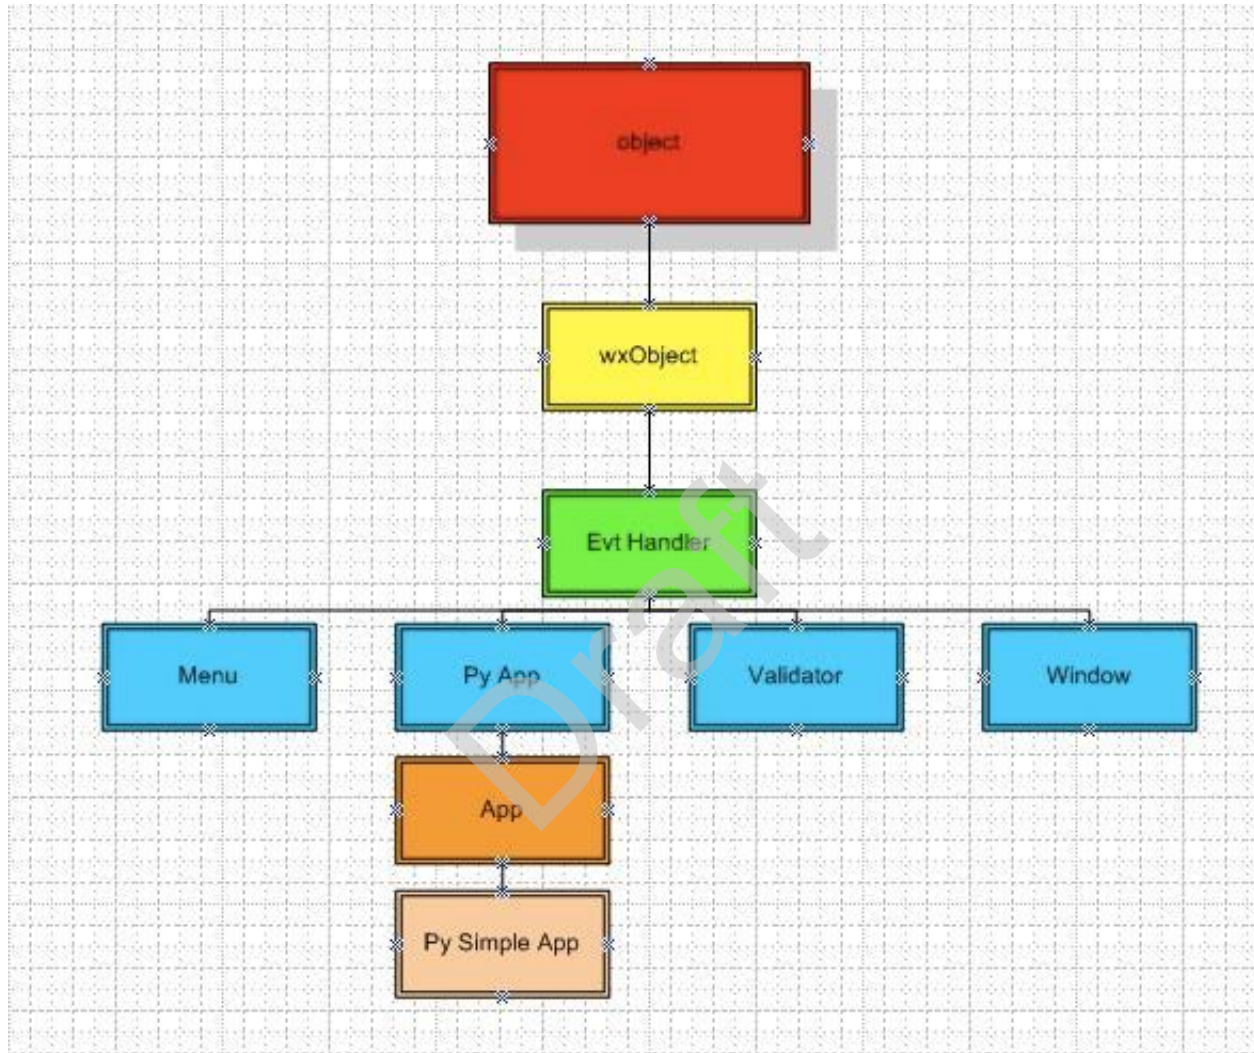 object
wxObject
Evt Handler
Menu
Py App
Validator
Window
App
Py Simple App
Draft